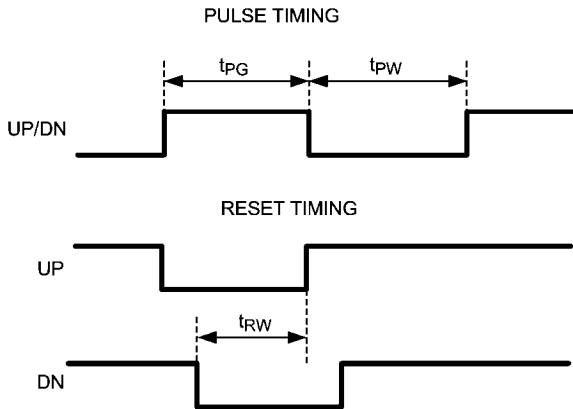 PULSE TIMING
tPG
tPW
UP/DN
RESET TIMING
UP
tRW
DN